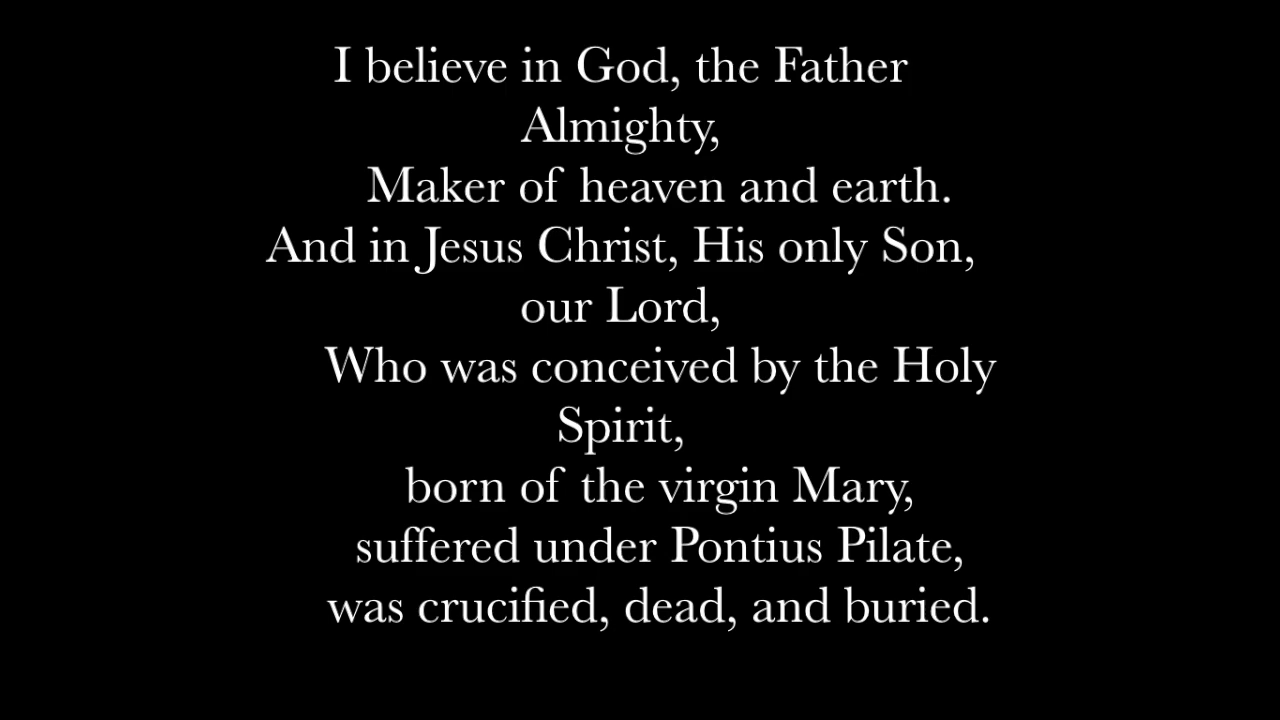 I believe in God, the Father
Almighty,
Maker of heaven and earth.
And in Jesus Christ, His only Son,
our Lord,
Who was conceived by the Holy
Spirit,
born of the virgin Mary,
suffered under Pontius Pilate,
was crucified, dead, and buried.